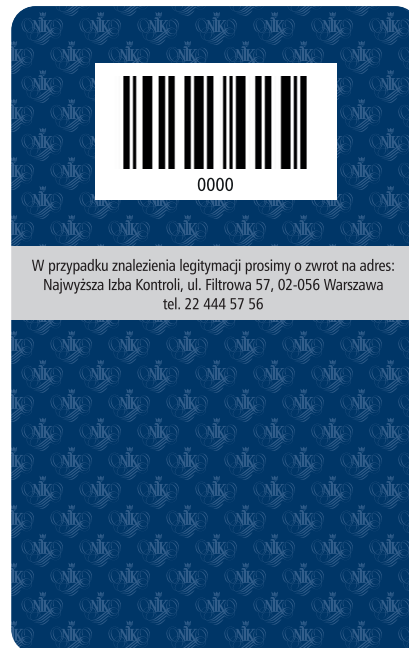 0000
W przypadku znalezienia legitymacji prosimy o zwrot na adres:
Najwyższa Izba Kontroli, ul. Filtrowa 57, 02-056 Warszawa
tel. 22 444 57 56